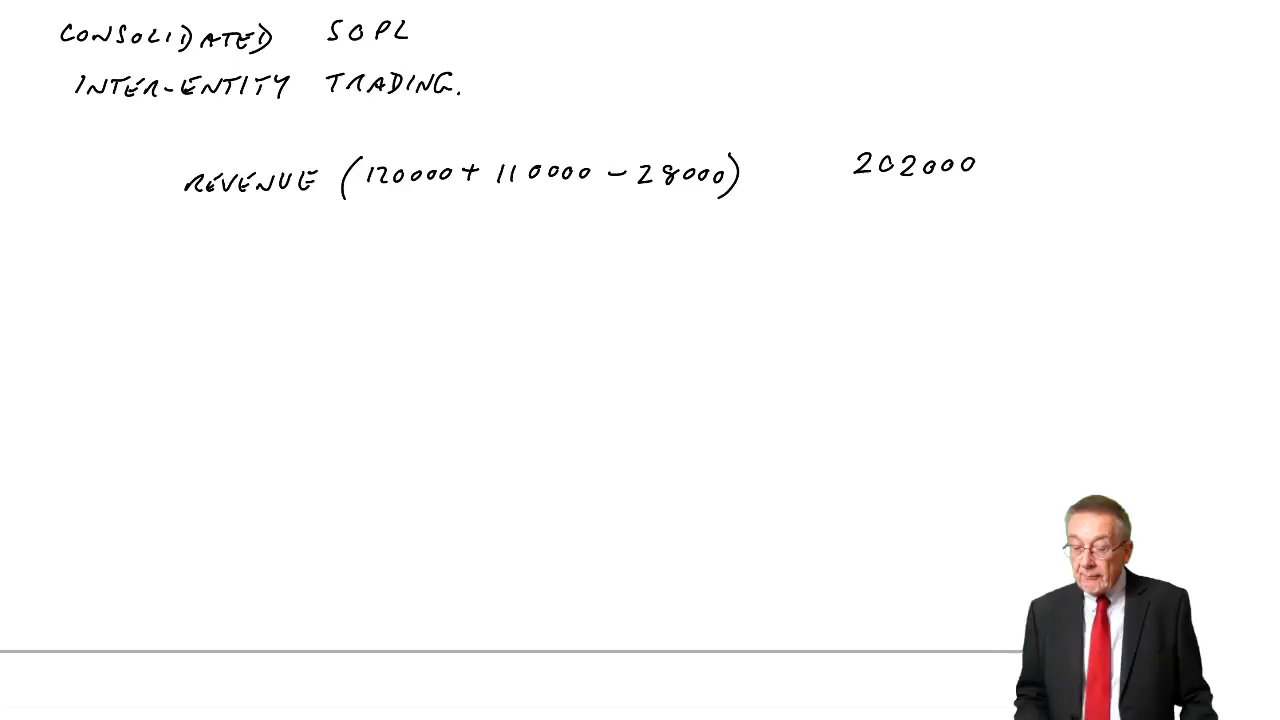 CONSOLIDATED SOPL
INTER-ENTITY TRADING.
REVENUE (120000 + 110000 - 28000) 202000